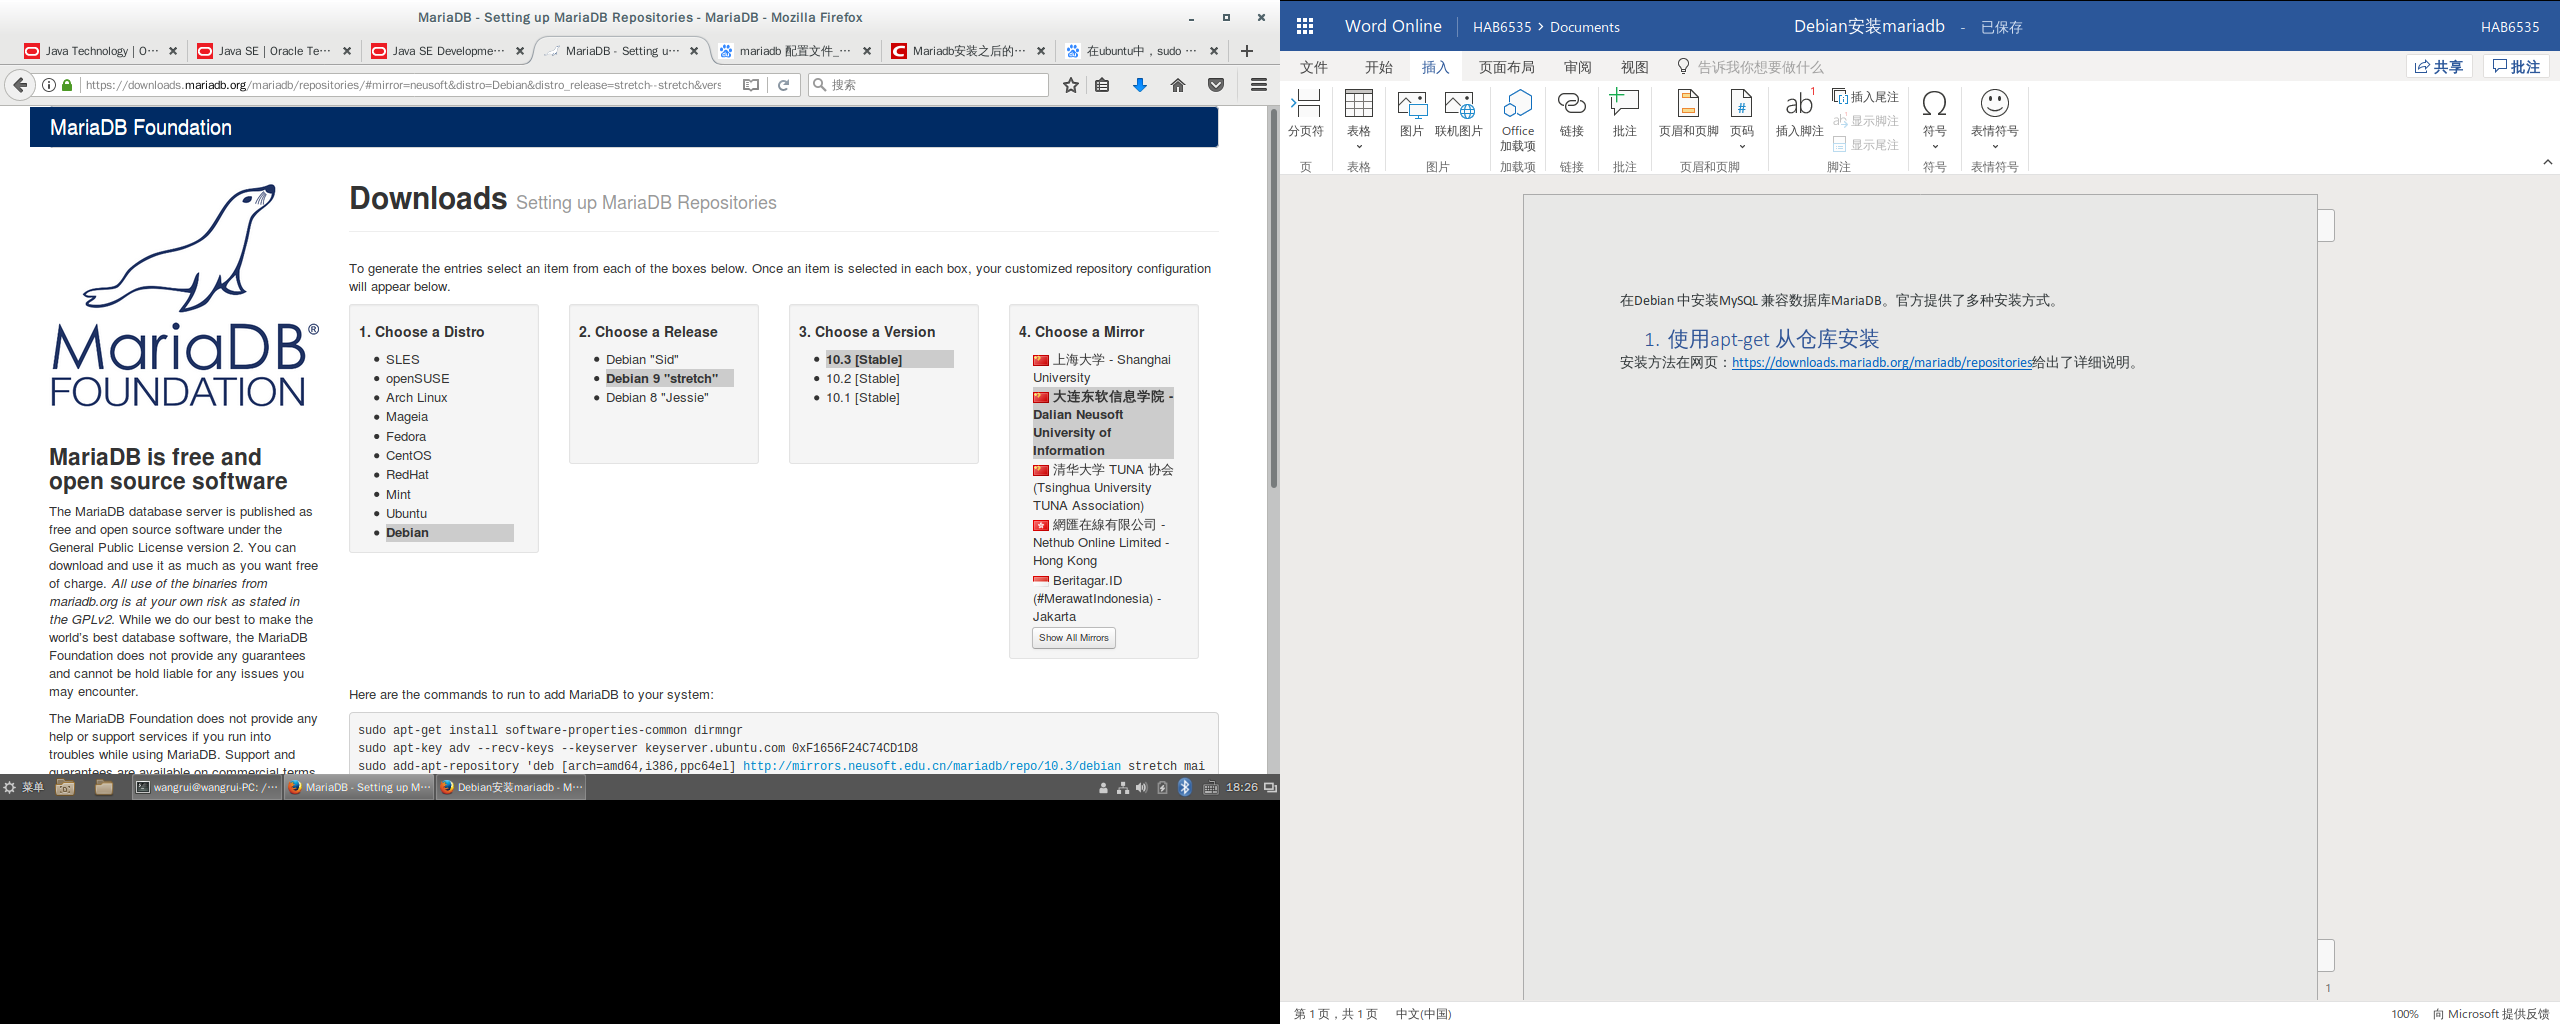 MariaDB - Setting up MariaDB Repositories - MariaDB - Mozilla Firefox
Java Technology | O···
Java SE | Oracle Te···
Java SE Developme···
MariaDB - Setting u···
mariadb 配置文件_···
Mariadb安装之后的···
在ubuntu中，sudo ···
https://downloads.mariadb.org/mariadb/repositories/#mirror=neusoft&distro=Debian&distro_release=stretch--stretch&vers
搜索
MariaDB Foundation
MariaDB®
FOUNDATION
MariaDB is free and
open source software
The MariaDB database server is published as
free and open source software under the
General Public License version 2. You can
download and use it as much as you want free
of charge. All use of the binaries from
mariadb.org is at your own risk as stated in
the GPLv2. While we do our best to make the
world's best database software, the MariaDB
Foundation does not provide any guarantees
and cannot be hold liable for any issues you
may encounter.
The MariaDB Foundation does not provide any
help or support services if you run into
troubles while using MariaDB. Support and
guarantees are available on commercial terms
Downloads Setting up MariaDB Repositories
To generate the entries select an item from each of the boxes below. Once an item is selected in each box, your customized repository configuration
will appear below.
1. Choose a Distro
SLES
openSUSE
Arch Linux
Mageia
Fedora
CentOS
RedHat
Mint
Ubuntu
Debian
2. Choose a Release
Debian "Sid"
Debian 9 "stretch"
Debian 8 "Jessie"
3. Choose a Version
10.3 [Stable]
10.2 [Stable]
10.1 [Stable]
4. Choose a Mirror
上海大学 - Shanghai
University
大连东软信息学院 -
Dalian Neusoft
University of
Information
清华大学 TUNA 协会
(Tsinghua University
TUNA Association)
網匯在線有限公司 -
Nethub Online Limited -
Hong Kong
Beritagar.ID
(#MerawatIndonesia) -
Jakarta
Show All Mirrors
Here are the commands to run to add MariaDB to your system:
sudo apt-get install software-properties-common dirmngr
sudo apt-key adv --recv-keys --keyserver keyserver.ubuntu.com 0xF1656F24C74CD1D8
sudo add-apt-repository 'deb [arch=amd64,i386,ppc64el] http://mirrors.neusoft.edu.cn/mariadb/repo/10.3/debian stretch mai
菜单
wangrui@wangrui-PC: /···
MariaDB - Setting up M···
Debian安装mariadb - M···
18:26
Word Online
HAB6535 › Documents
Debian安装mariadb - 已保存
HAB6535
文件 开始 插入 页面布局 审阅 视图 告诉我你想要做什么
共享 批注
分页符 表格 图片 联机图片 Office 加载项 链接 批注 页眉和页脚 页码 插入脚注 插入尾注 显示脚注 显示尾注 符号 表情符号
页 表格 图片 加载项 链接 批注 页眉和页脚 脚注 符号 表情符号
在Debian 中安装MySQL 兼容数据库MariaDB。官方提供了多种安装方式。
1. 使用apt-get 从仓库安装
安装方法在网页：https://downloads.mariadb.org/mariadb/repositories给出了详细说明。
1
第 1 页，共 1 页 中文(中国)
100% 向 Microsoft 提供反馈